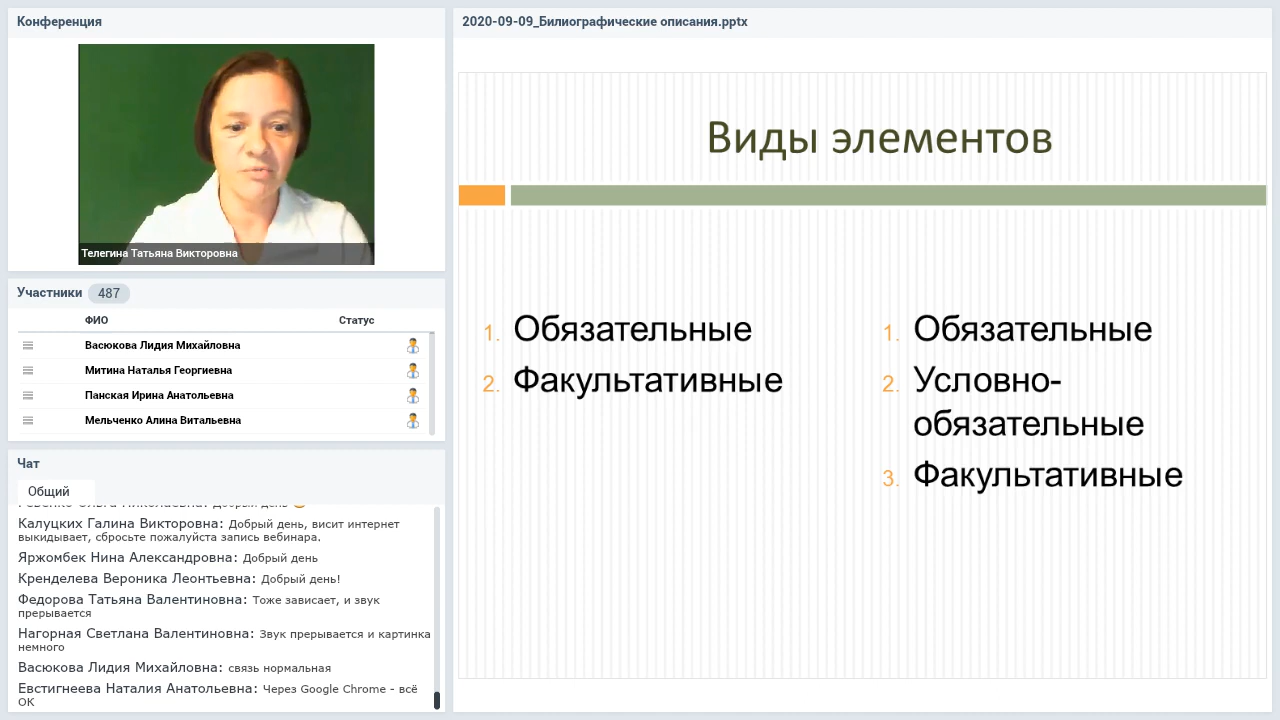 Конференция
Телегина Татьяна Викторовна
Участники 487
ФИО Статус
Васюкова Лидия Михайловна
Митина Наталья Георгиевна
Панская Ирина Анатольевна
Мельченко Алина Витальевна
Чат
Общий
Калуцких Галина Викторовна: Добрый день, висит интернет
выкидывает, сбросьте пожалуйста запись вебинара.
Яржомбек Нина Александровна: Добрый день
Кренделева Вероника Леонтьевна: Добрый день!
Федорова Татьяна Валентиновна: Тоже зависает, и звук
прерывается
Нагорная Светлана Валентиновна: Звук прерывается и картинка
немного
Васюкова Лидия Михайловна: связь нормальная
Евстигнеева Наталия Анатольевна: Через Google Chrome - всё
ОК
2020-09-09_Билиографические описания.pptx
Виды элементов
1. Обязательные
2. Факультативные
1. Обязательные
2. Условно-
обязательные
3. Факультативные